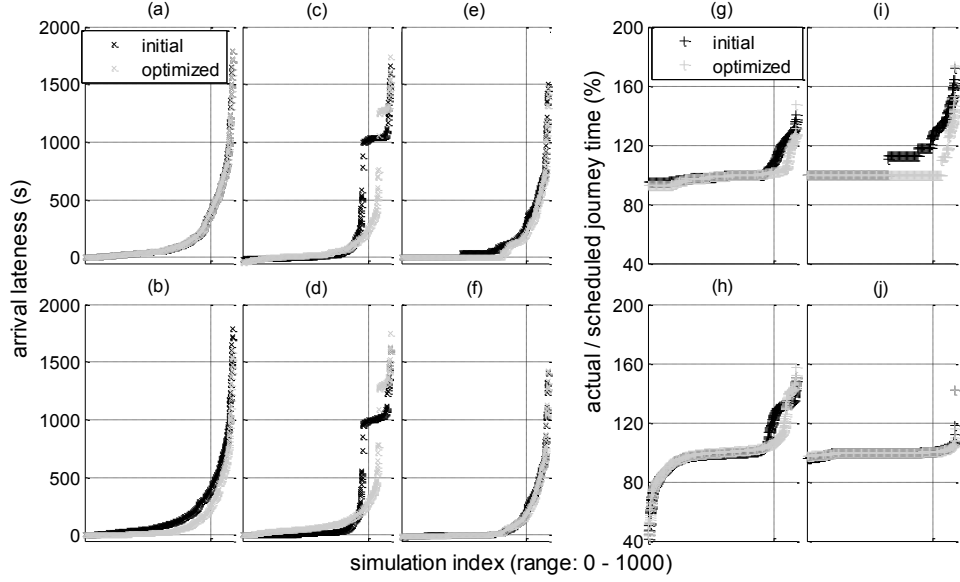 (a) (c) (e) (g) (i)
2000 200
initial initial
optimized optimized
1500 160
1000 120
500 80
0 40
arrival lateness (s)
actual / scheduled journey time (%)
(b) (d) (f) (h) (j)
2000 200
1500 160
1000 120
500 80
0 40
simulation index (range: 0 - 1000)